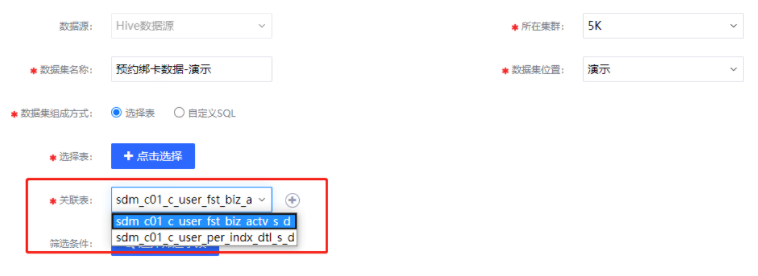 数据源： Hive数据源 * 所在集群： 5K
* 数据集名称： 预约绑卡数据-演示 * 数据集位置： 演示
* 数据集组成方式： 选择表 自定义SQL
* 选择表： + 点击选择
* 关联表： sdm_c01_c_user_fst_biz_a
sdm_c01_c_user_fst_biz_actv_s_d
sdm_c01_c_user_per_indx_dtl_s_d
筛选条件：